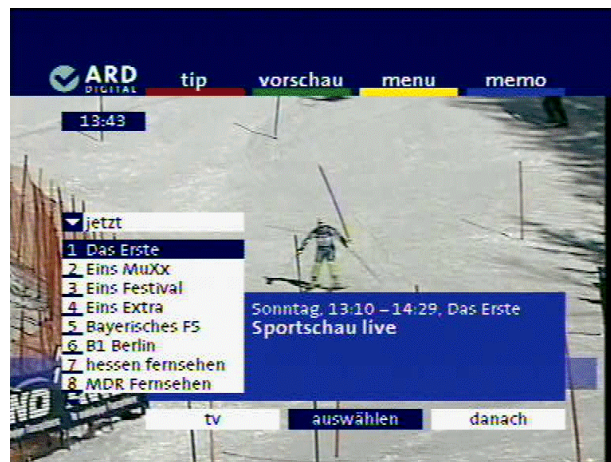 ARD
DIGITAL
tip vorschau menu memo
13:43
jetzt
1 Das Erste
2 Eins MuXx
3 Eins Festival
4 Eins Extra
5 Bayerisches FS
6 B1 Berlin
7 hessen fernsehen
8 MDR Fernsehen
Sonntag, 13:10 – 14:29, Das Erste
Sportschau live
tv auswählen danach